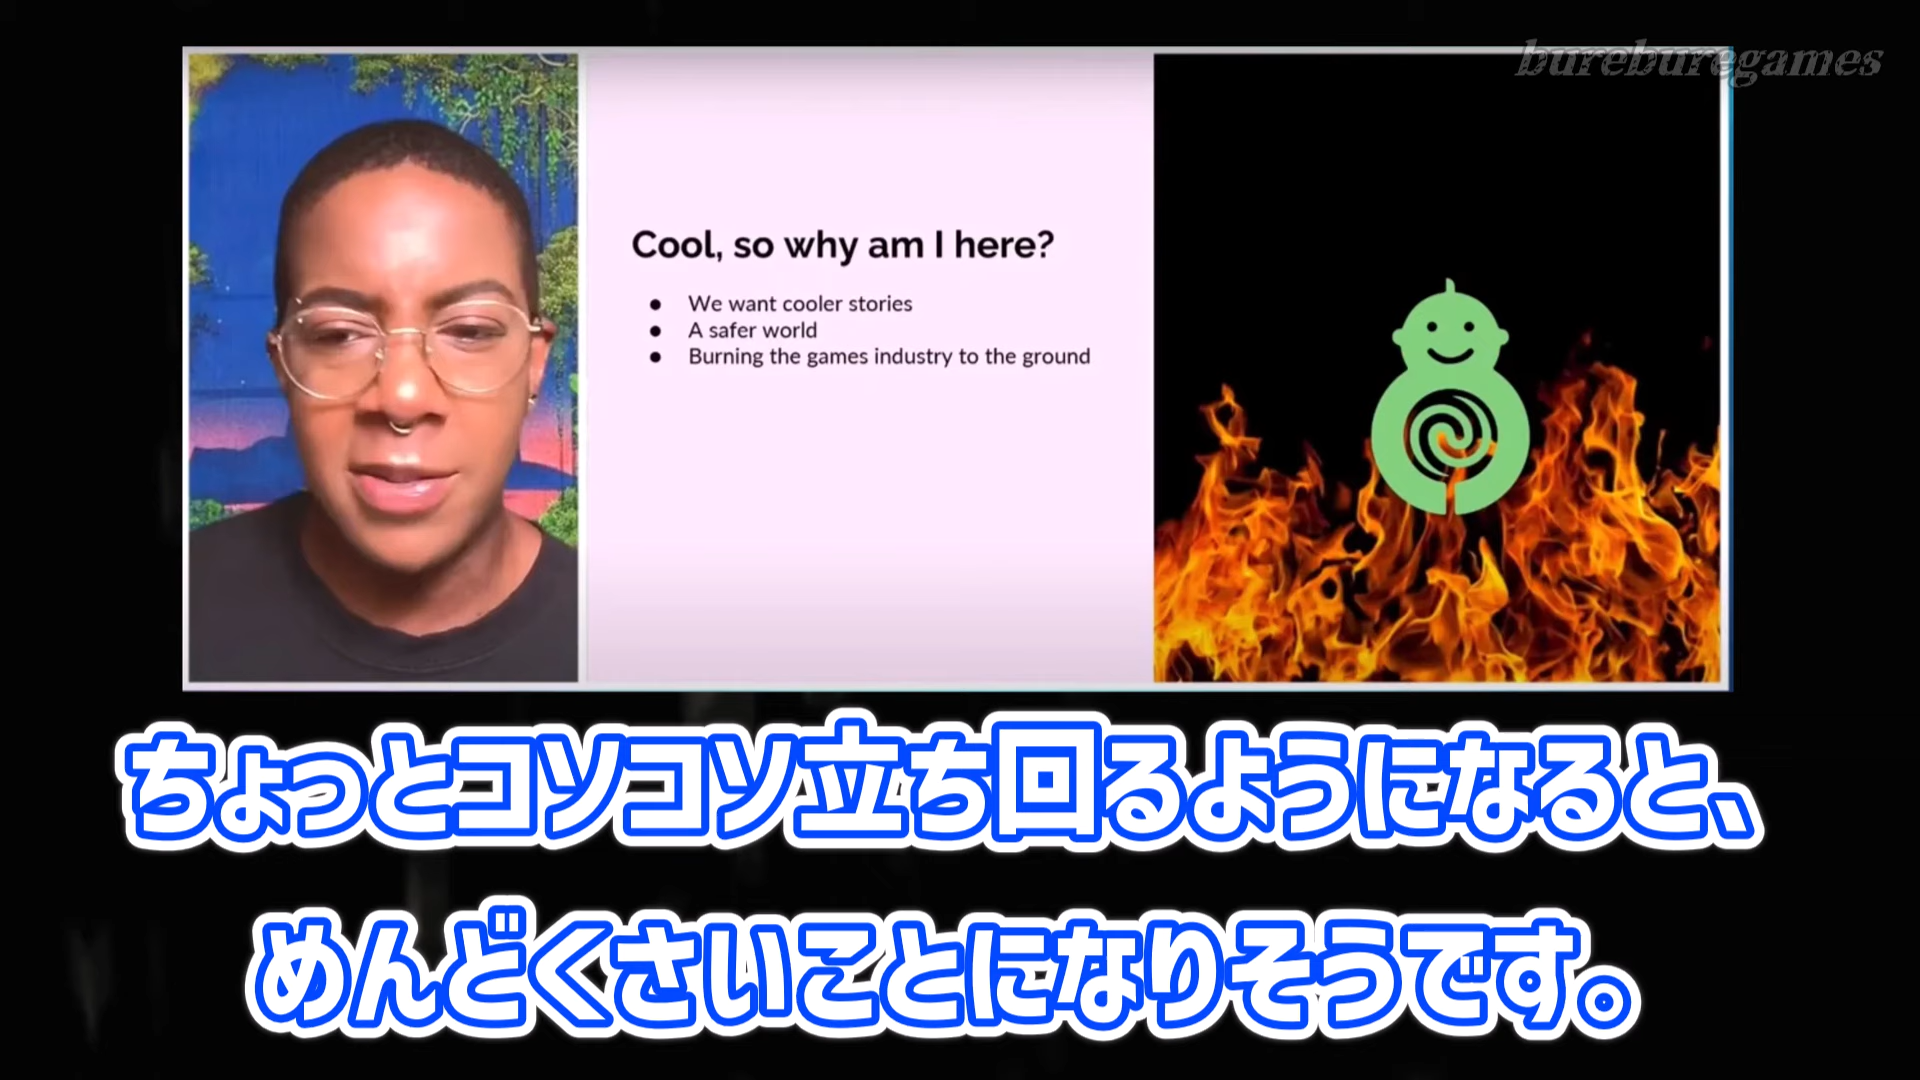 bureburegames
Cool, so why am I here?
● We want cooler stories
● A safer world
● Burning the games industry to the ground
ちょっとコソコソ立ち回るようになると、
めんどくさいことになりそうです。